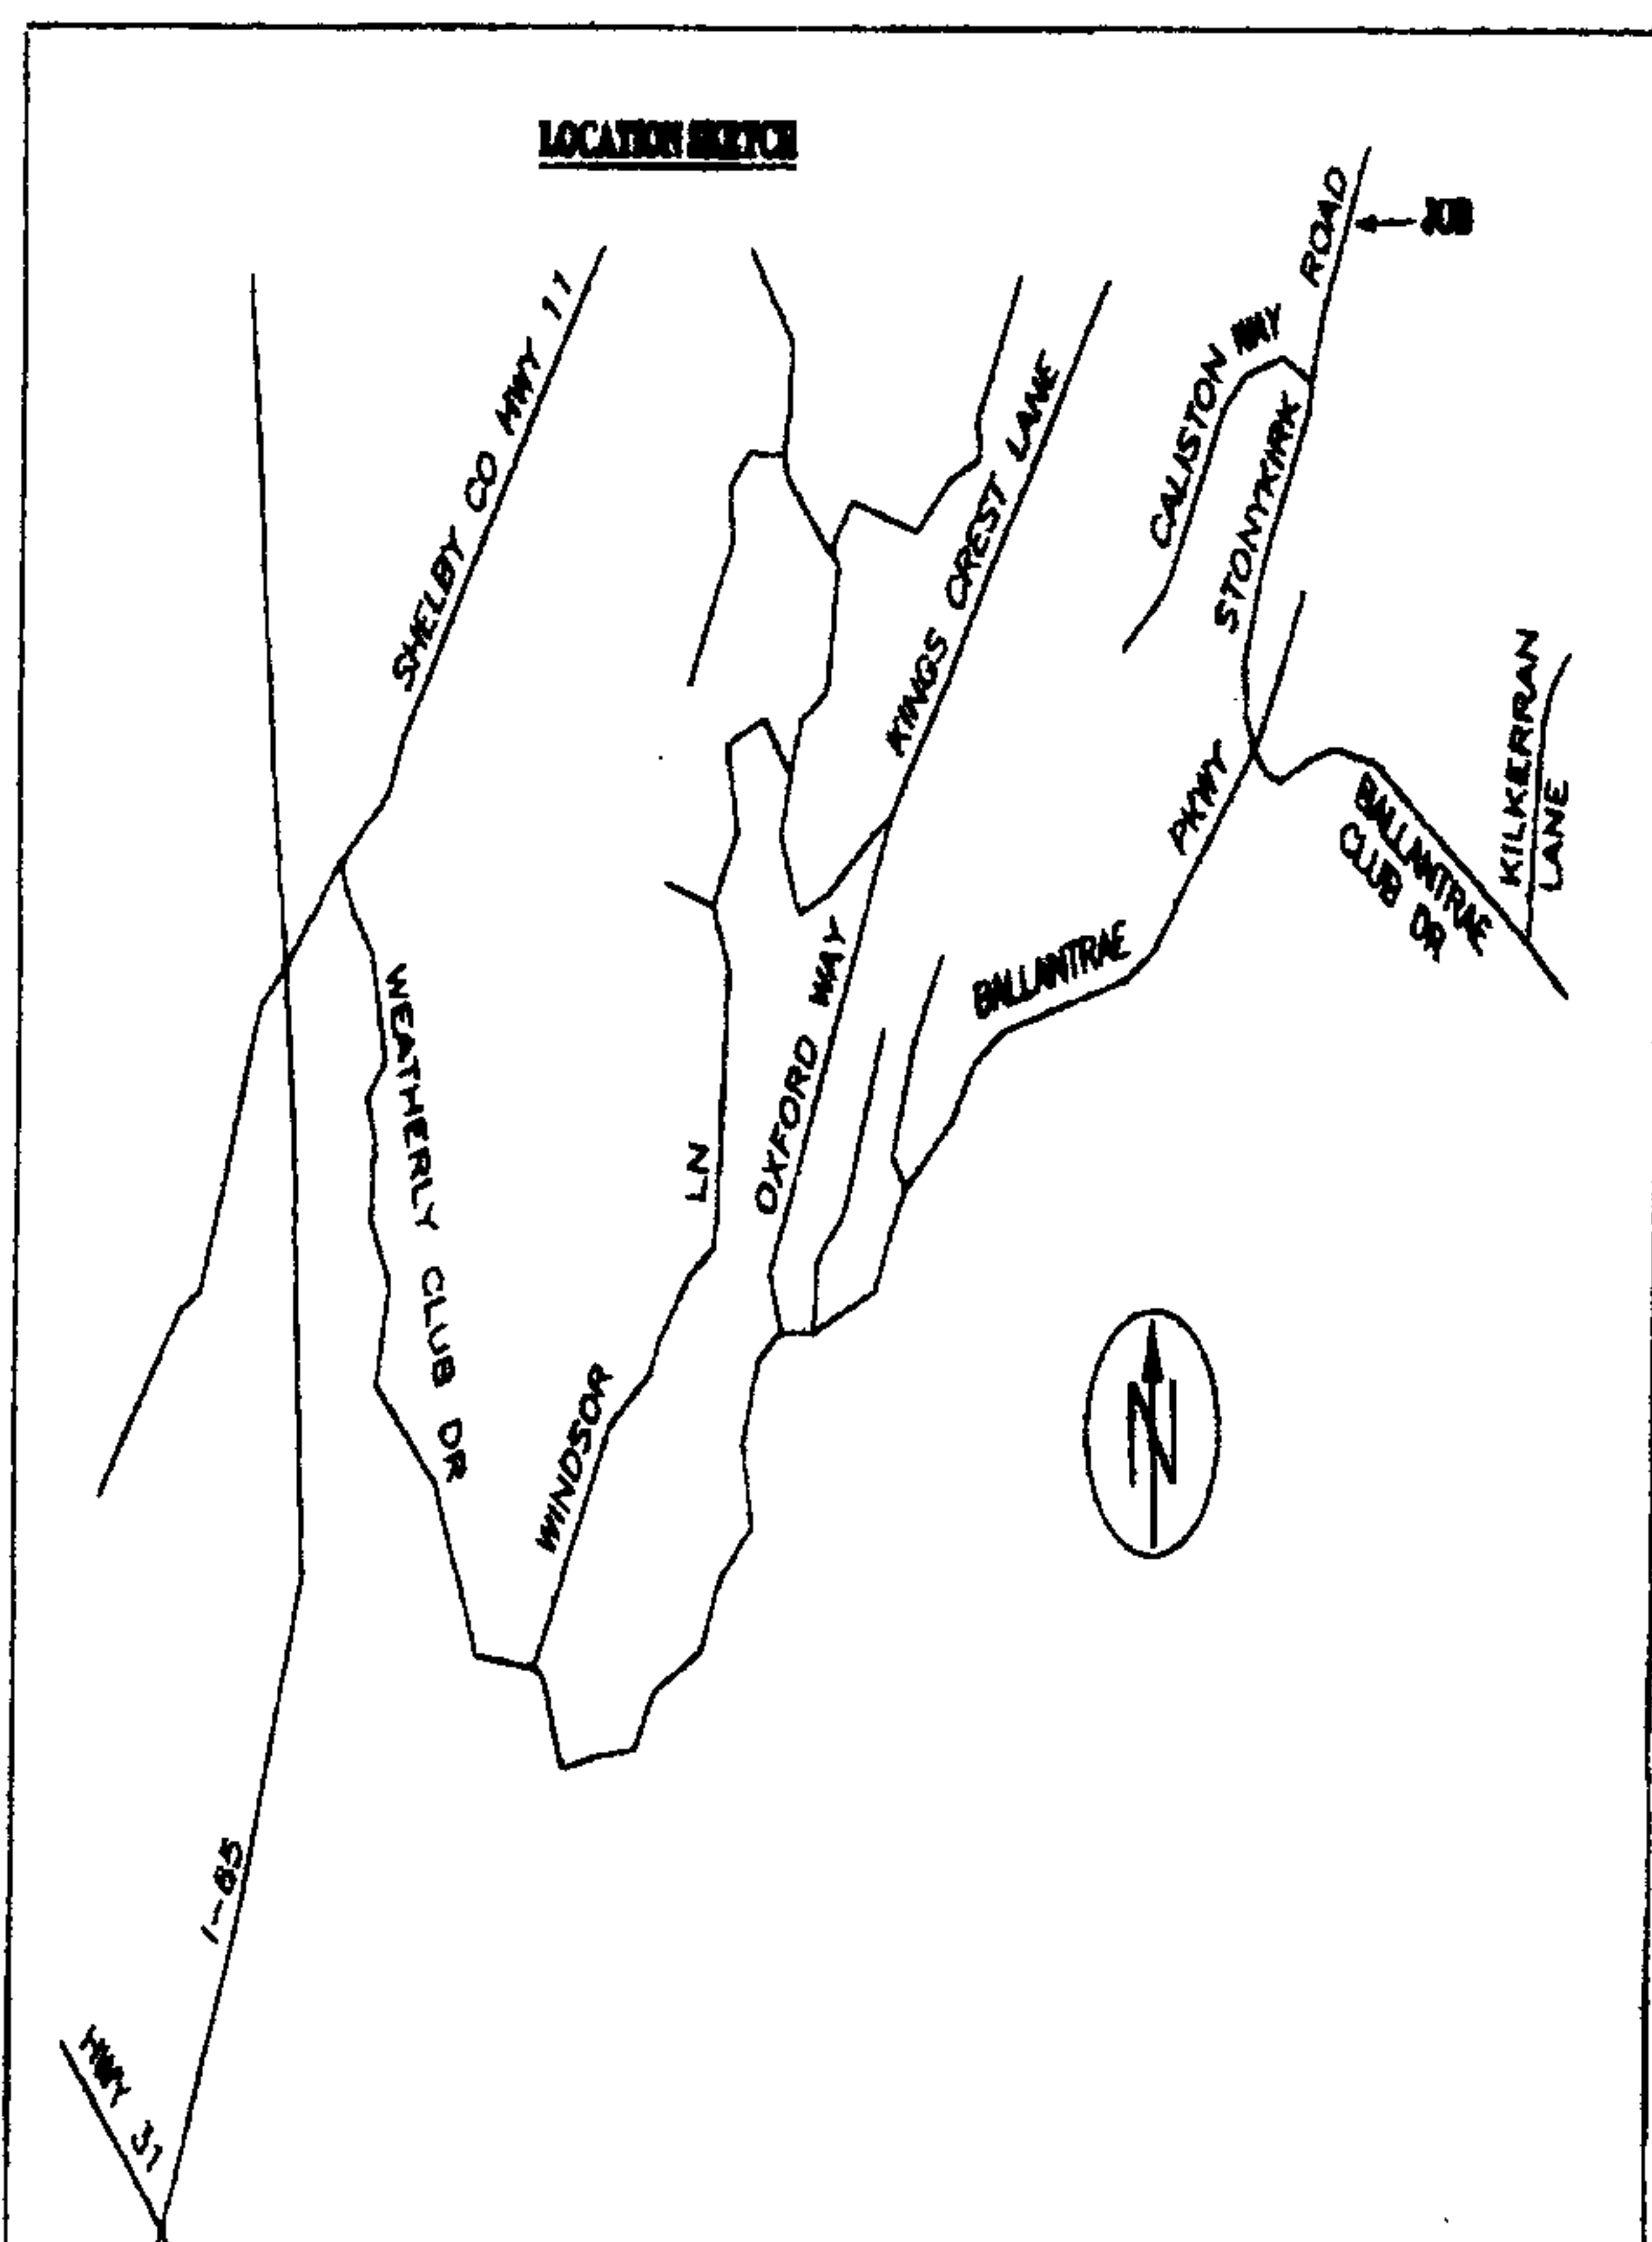 LOCATION SKETCH
ROAD
JOB
SHELBY CO HWY 11
CALISTON WAY
KINGS CREST LANE
STONYKIRK
KILKERRAN
LANE
PKWY
BALLANTRAE
CLUB DR
BALLANTRAE
OXFORD WAY
WEATHERLY CLUB DR
LN
WINDSOR
N
I-65
HWY 31